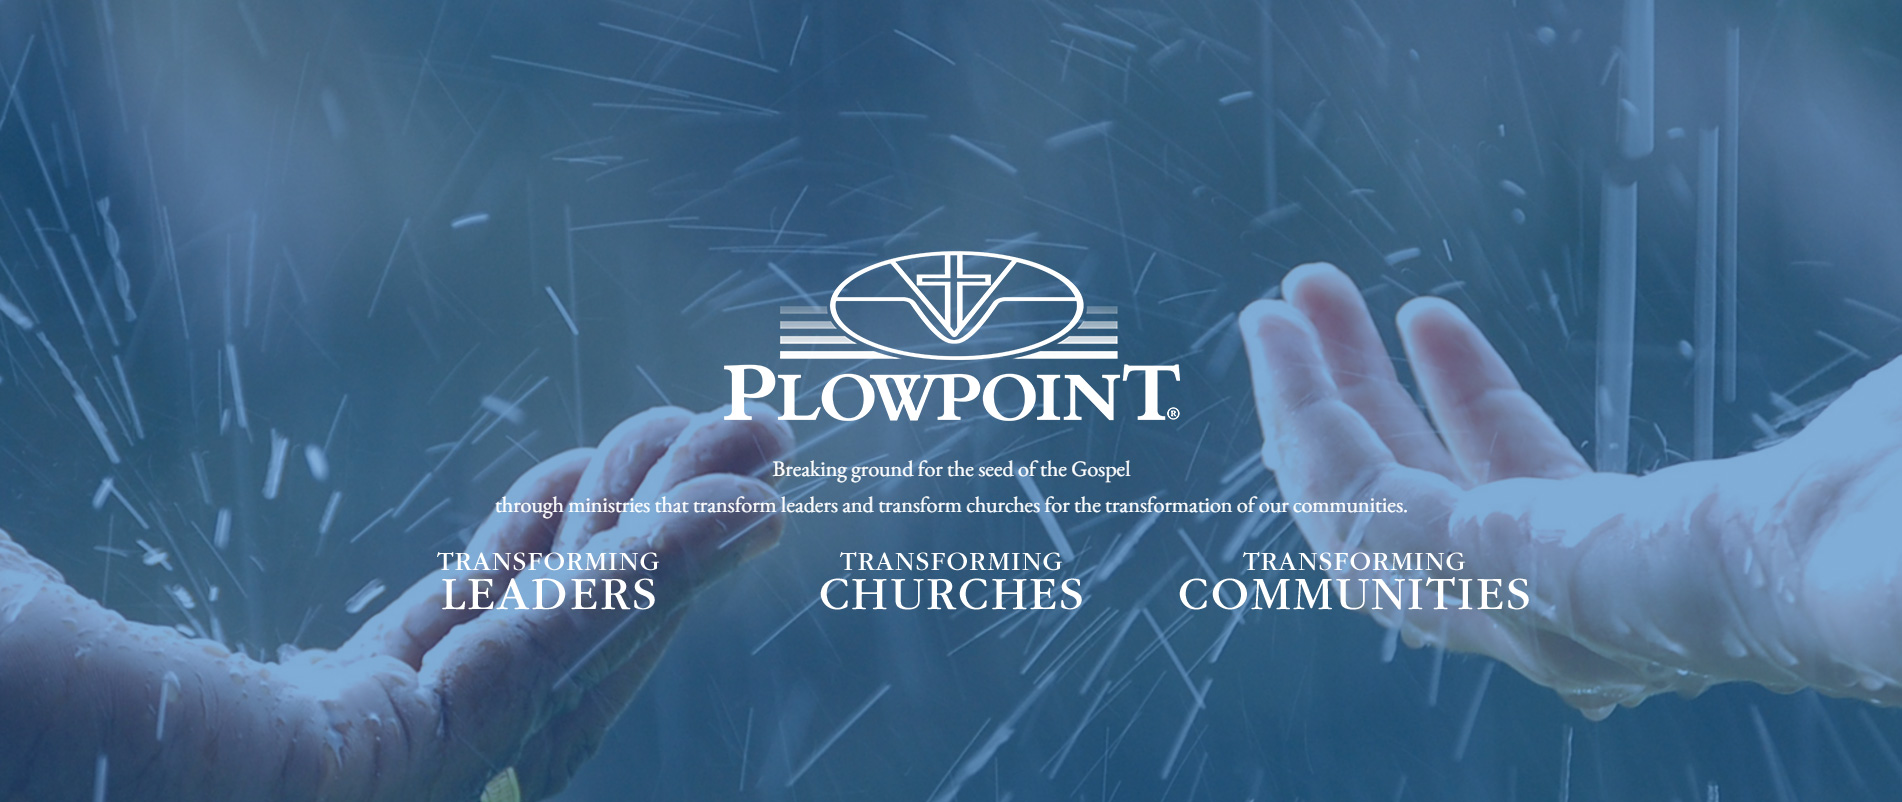 PLOWPOINT®
Breaking ground for the seed of the Gospel
through ministries that transform leaders and transform churches for the transformation of our communities.
TRANSFORMING
LEADERS
TRANSFORMING
CHURCHES
TRANSFORMING
COMMUNITIES